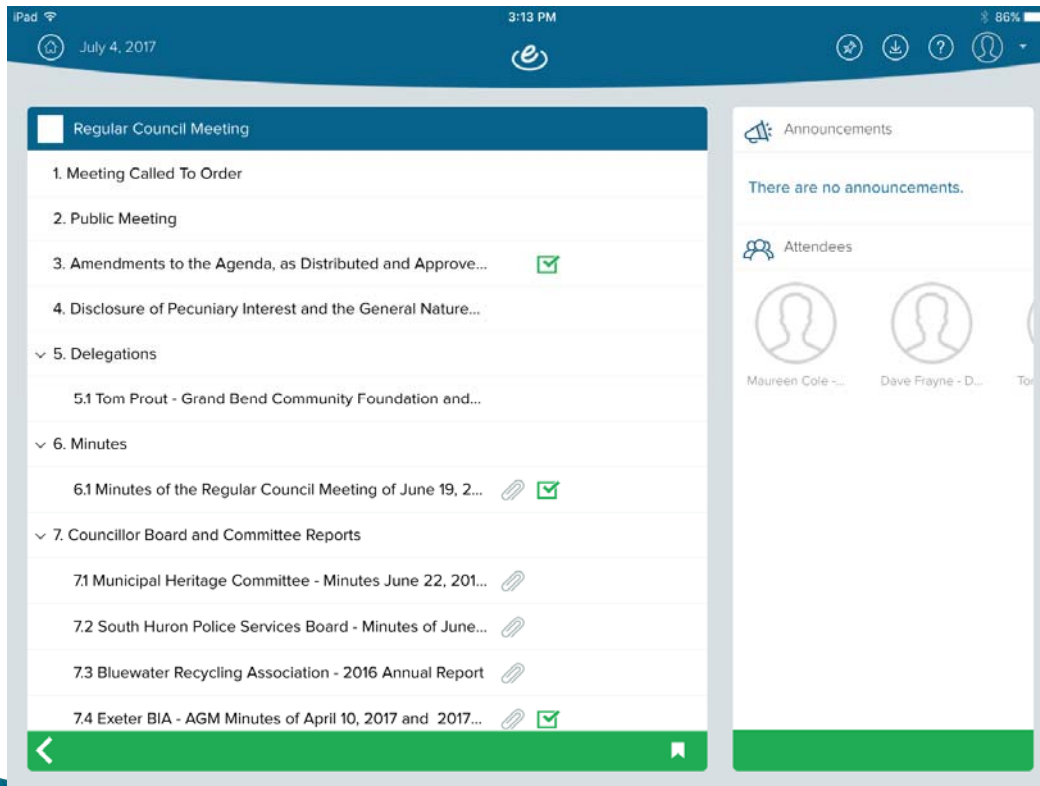 iPad 3:13 PM 86%
July 4, 2017
e
?
Regular Council Meeting
1. Meeting Called To Order
2. Public Meeting
3. Amendments to the Agenda, as Distributed and Approve...
4. Disclosure of Pecuniary Interest and the General Nature...
5. Delegations
5.1 Tom Prout - Grand Bend Community Foundation and...
6. Minutes
6.1 Minutes of the Regular Council Meeting of June 19, 2...
7. Councillor Board and Committee Reports
7.1 Municipal Heritage Committee - Minutes June 22, 201...
7.2 South Huron Police Services Board - Minutes of June...
7.3 Bluewater Recycling Association - 2016 Annual Report
7.4 Exeter BIA - AGM Minutes of April 10, 2017 and 2017...
Announcements
There are no announcements.
Attendees
Maureen Cole -... Dave Frayne - D... To